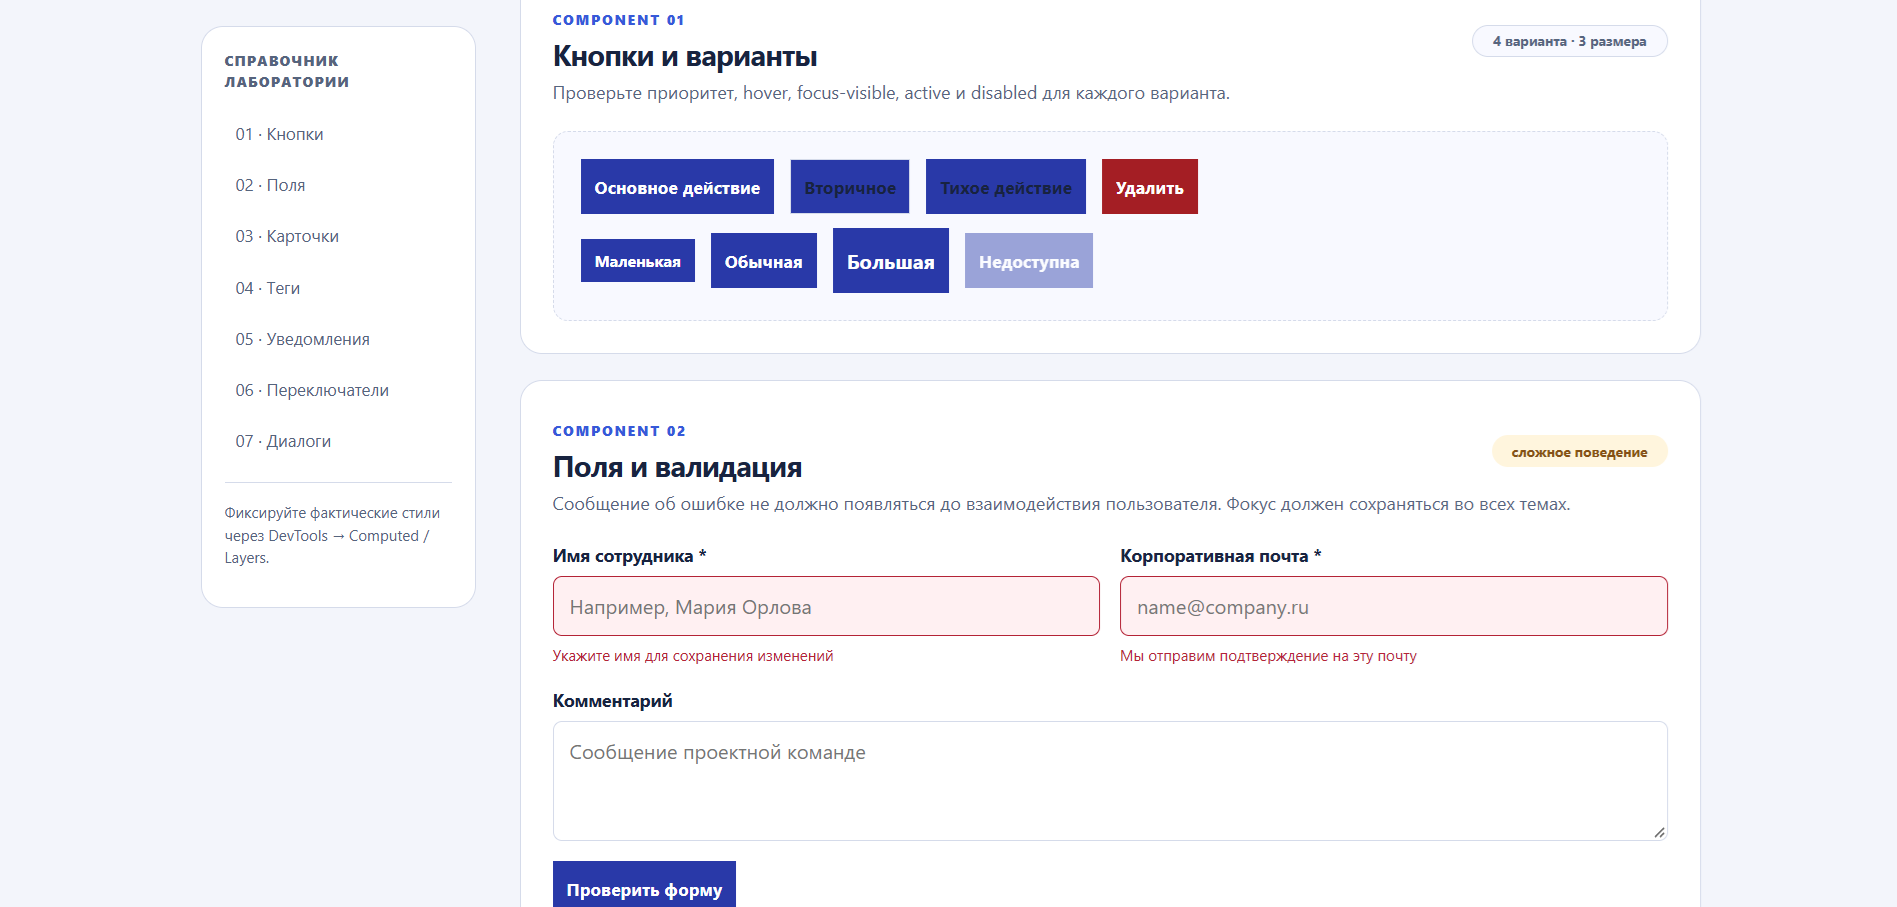 СПРАВОЧНИК
ЛАБОРАТОРИИ
01 · Кнопки
02 · Поля
03 · Карточки
04 · Теги
05 · Уведомления
06 · Переключатели
07 · Диалоги
Фиксируйте фактические стили
через DevTools → Computed /
Layers.
COMPONENT 01
Кнопки и варианты
4 варианта · 3 размера
Проверьте приоритет, hover, focus-visible, active и disabled для каждого варианта.
Основное действие Вторичное Тихое действие Удалить
Маленькая Обычная Большая Недоступна
COMPONENT 02
Поля и валидация
сложное поведение
Сообщение об ошибке не должно появляться до взаимодействия пользователя. Фокус должен сохраняться во всех темах.
Имя сотрудника * Корпоративная почта *
Например, Мария Орлова name@company.ru
Укажите имя для сохранения изменений Мы отправим подтверждение на эту почту
Комментарий
Сообщение проектной команде
Проверить форму